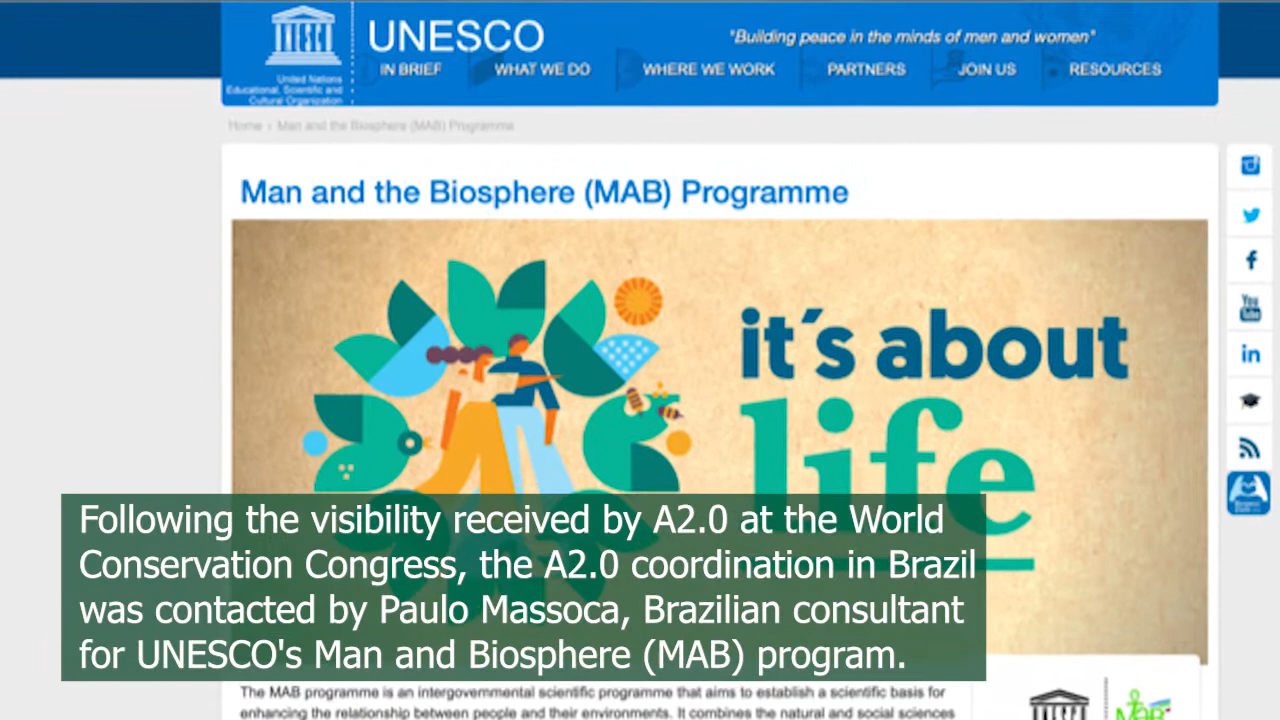 UNESCO
"Building peace in the minds of men and women"
United Nations
Educational, Scientific and
Cultural Organization
IN BRIEF
WHAT WE DO
WHERE WE WORK
PARTNERS
JOIN US
RESOURCES
Home › Man and the Biosphere (MAB) Programme
Man and the Biosphere (MAB) Programme
it´s about
life
You
Tube
in
Following the visibility received by A2.0 at the World
Conservation Congress, the A2.0 coordination in Brazil
was contacted by Paulo Massoca, Brazilian consultant
for UNESCO's Man and Biosphere (MAB) program.
The MAB programme is an intergovernmental scientific programme that aims to establish a scientific basis for
enhancing the relationship between people and their environments. It combines the natural and social sciences